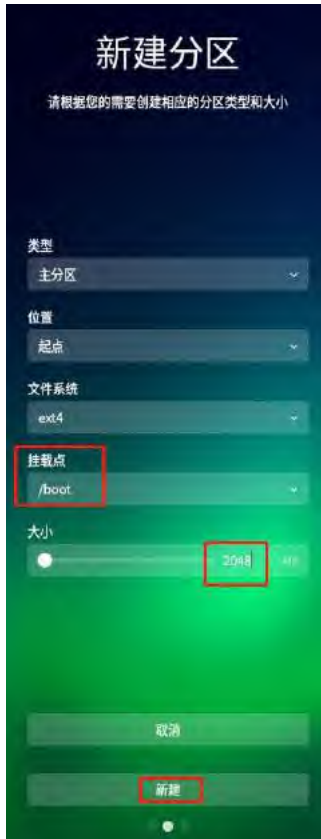 新建分区
请根据您的需要创建相应的分区类型和大小
类型
主分区
位置
起点
文件系统
ext4
挂载点
/boot
大小
2048
取消
新建